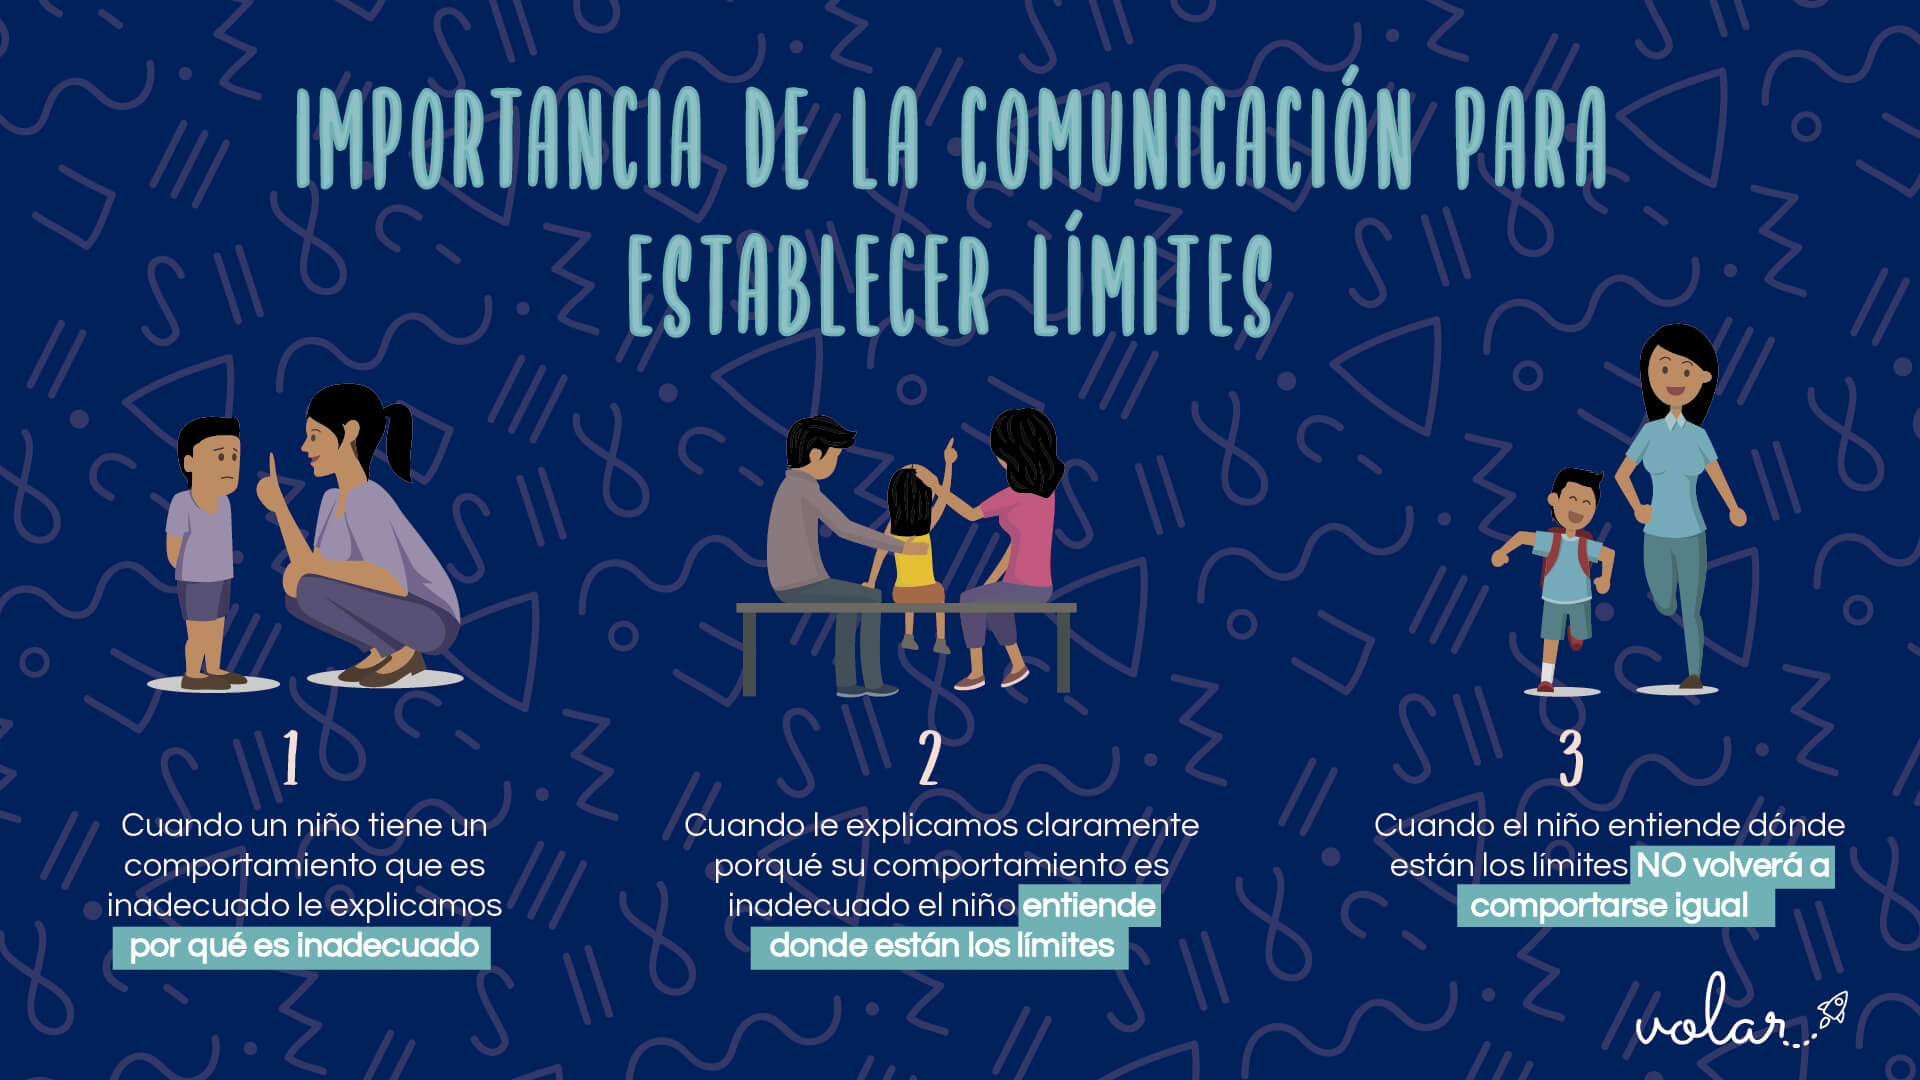 IMPORTANCIA DE LA COMUNICACIÓN PARA
ESTABLECER LÍMITES
1
Cuando un niño tiene un
comportamiento que es
inadecuado le explicamos
por qué es inadecuado
2
Cuando le explicamos claramente
porqué su comportamiento es
inadecuado el niño entiende
donde están los límites
3
Cuando el niño entiende dónde
están los límites NO volverá a
comportarse igual
volar